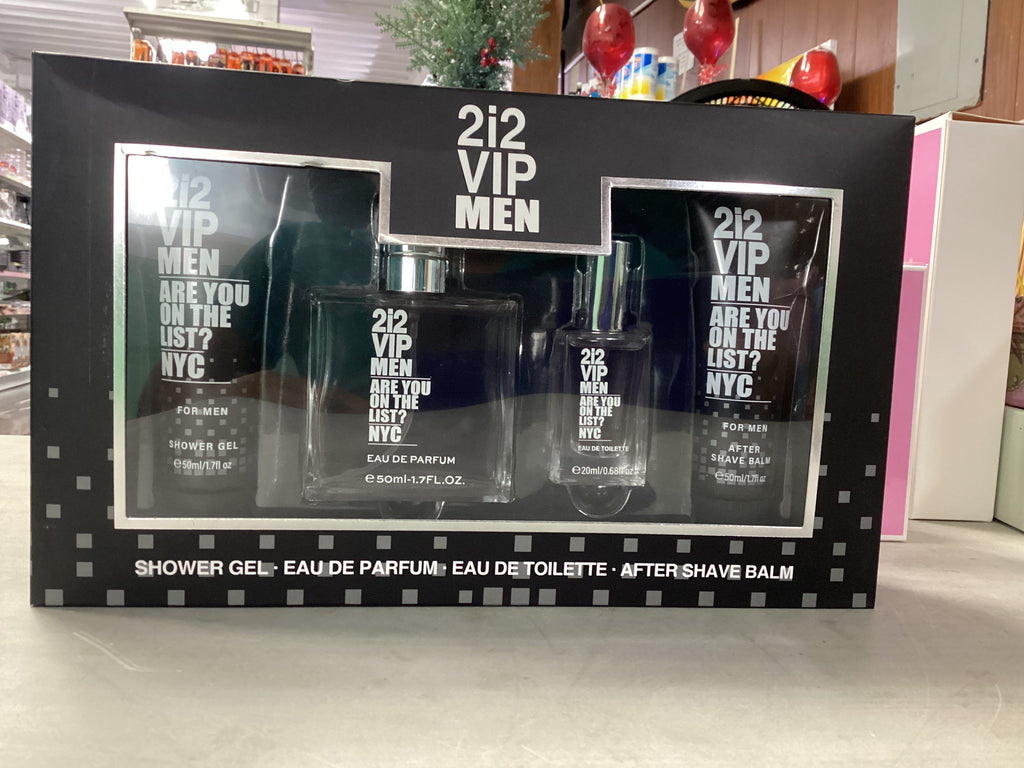 2i2
VIP
MEN
2i2
VIP
MEN
ARE YOU
ON THE
LIST?
NYC
FOR MEN
SHOWER GEL
℮50ml/1.7fl oz
2i2
VIP
MEN
ARE YOU
ON THE
LIST?
NYC
EAU DE PARFUM
℮50ml-1.7FL.OZ.
2i2
VIP
MEN
ARE YOU
ON THE
LIST?
NYC
EAU DE TOILETTE
℮20ml/0.68fl oz
2i2
VIP
MEN
ARE YOU
ON THE
LIST?
NYC
FOR MEN
AFTER
SHAVE BALM
℮50ml/1.7fl oz
SHOWER GEL · EAU DE PARFUM · EAU DE TOILETTE · AFTER SHAVE BALM